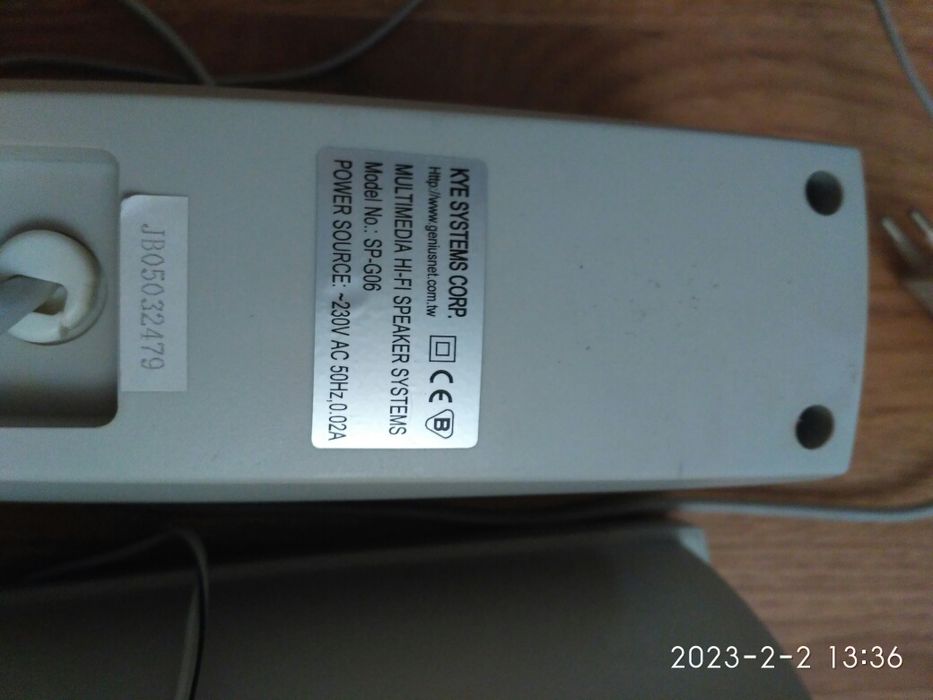 KYE SYSTEMS CORP.
Http://www.geniusnet.com.tw
CE B
MULTIMEDIA HI-FI SPEAKER SYSTEMS
Model No.: SP-G06
POWER SOURCE: ~230V AC 50Hz,0.02A
JB05032479
2023-2-2 13:36